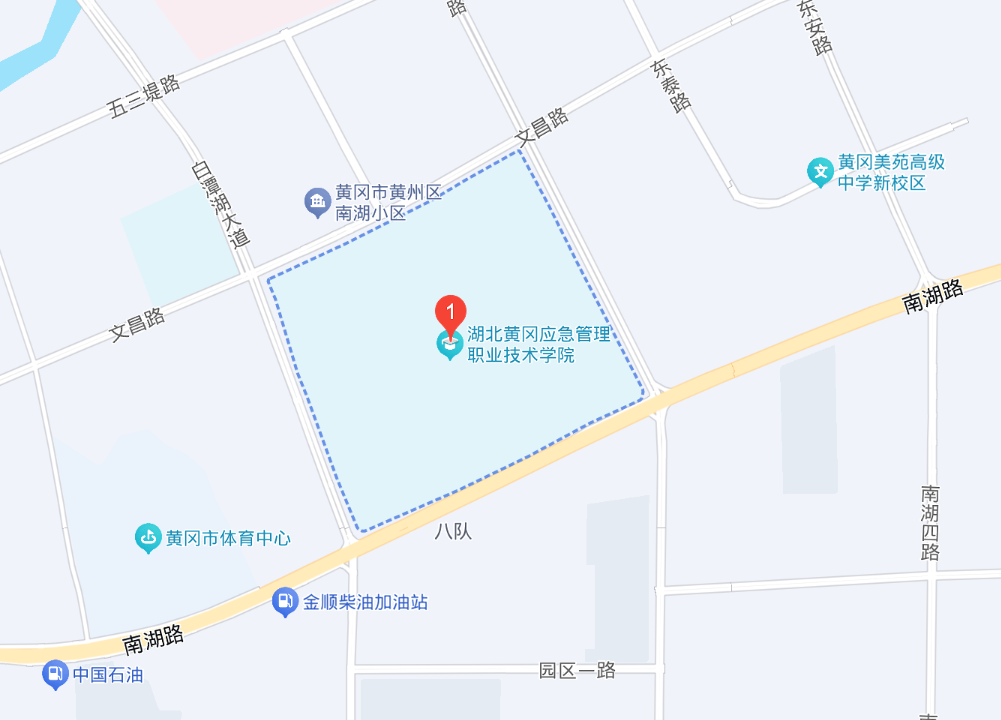 路
东安路
五三堤路
东泰路
文昌路
白潭湖大道
黄冈美苑高级
中学新校区
黄冈市黄州区
南湖小区
南湖路
文昌路
1
湖北黄冈应急管理
职业技术学院
南湖四路
八队
黄冈市体育中心
金顺柴油加油站
南湖路
中国石油
园区一路